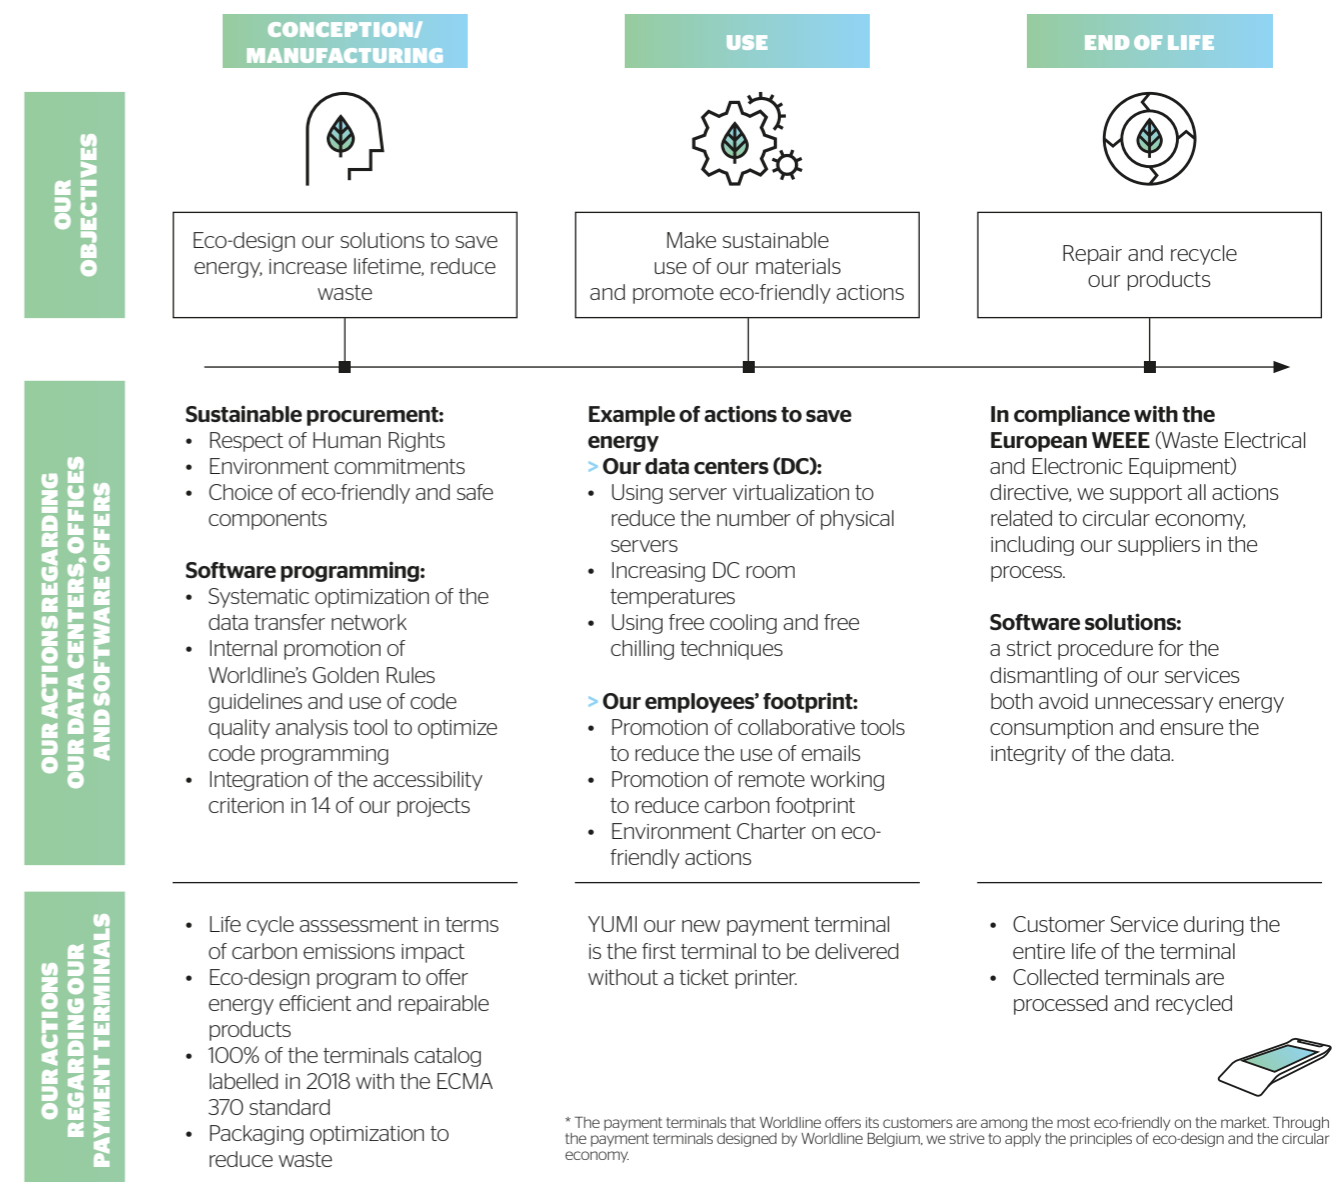 CONCEPTION/
MANUFACTURING
USE
END OF LIFE
OUR
OBJECTIVES
Eco-design our solutions to save
energy, increase lifetime, reduce
waste
Make sustainable
use of our materials
and promote eco-friendly actions
Repair and recycle
our products
OUR ACTIONS REGARDING
OUR DATA CENTERS, OFFICES
AND SOFTWARE OFFERS
Sustainable procurement:
• Respect of Human Rights
• Environment commitments
• Choice of eco-friendly and safe
components
Software programming:
• Systematic optimization of the
data transfer network
• Internal promotion of
Worldline's Golden Rules
guidelines and use of code
quality analysis tool to optimize
code programming
• Integration of the accessibility
criterion in 14 of our projects
Example of actions to save
energy
> Our data centers (DC):
• Using server virtualization to
reduce the number of physical
servers
• Increasing DC room
temperatures
• Using free cooling and free
chilling techniques
> Our employees' footprint:
• Promotion of collaborative tools
to reduce the use of emails
• Promotion of remote working
to reduce carbon footprint
• Environment Charter on eco-
friendly actions
In compliance with the
European WEEE (Waste Electrical
and Electronic Equipment)
directive, we support all actions
related to circular economy,
including our suppliers in the
process.
Software solutions:
a strict procedure for the
dismantling of our services
both avoid unnecessary energy
consumption and ensure the
integrity of the data.
OUR ACTIONS
REGARDING OUR
PAYMENT TERMINALS
• Life cycle asssessment in terms
of carbon emissions impact
• Eco-design program to offer
energy efficient and repairable
products
• 100% of the terminals catalog
labelled in 2018 with the ECMA
370 standard
• Packaging optimization to
reduce waste
YUMI our new payment terminal
is the first terminal to be delivered
without a ticket printer.
• Customer Service during the
entire life of the terminal
• Collected terminals are
processed and recycled
* The payment terminals that Worldline offers its customers are among the most eco-friendly on the market. Through
the payment terminals designed by Worldline Belgium, we strive to apply the principles of eco-design and the circular
economy.